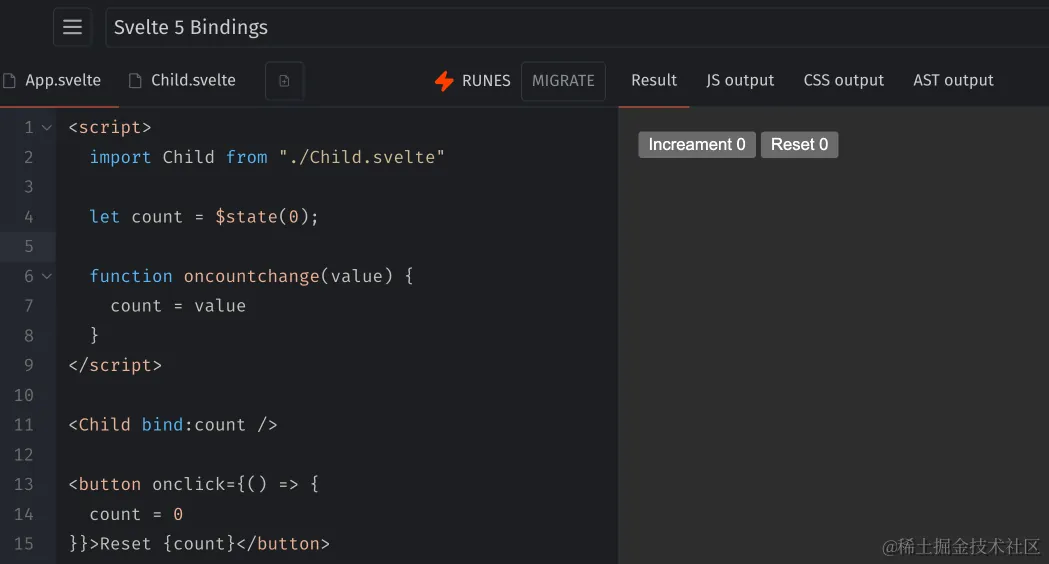 Svelte 5 Bindings
App.svelte Child.svelte RUNES MIGRATE Result JS output CSS output AST output
1 <script>
2   import Child from "./Child.svelte"
3
4   let count = $state(0);
5
6   function oncountchange(value) {
7     count = value
8   }
9 </script>
10
11 <Child bind:count />
12
13 <button onclick={() => {
14   count = 0
15 }}>Reset {count}</button>
Increament 0 Reset 0
@稀土掘金技术社区